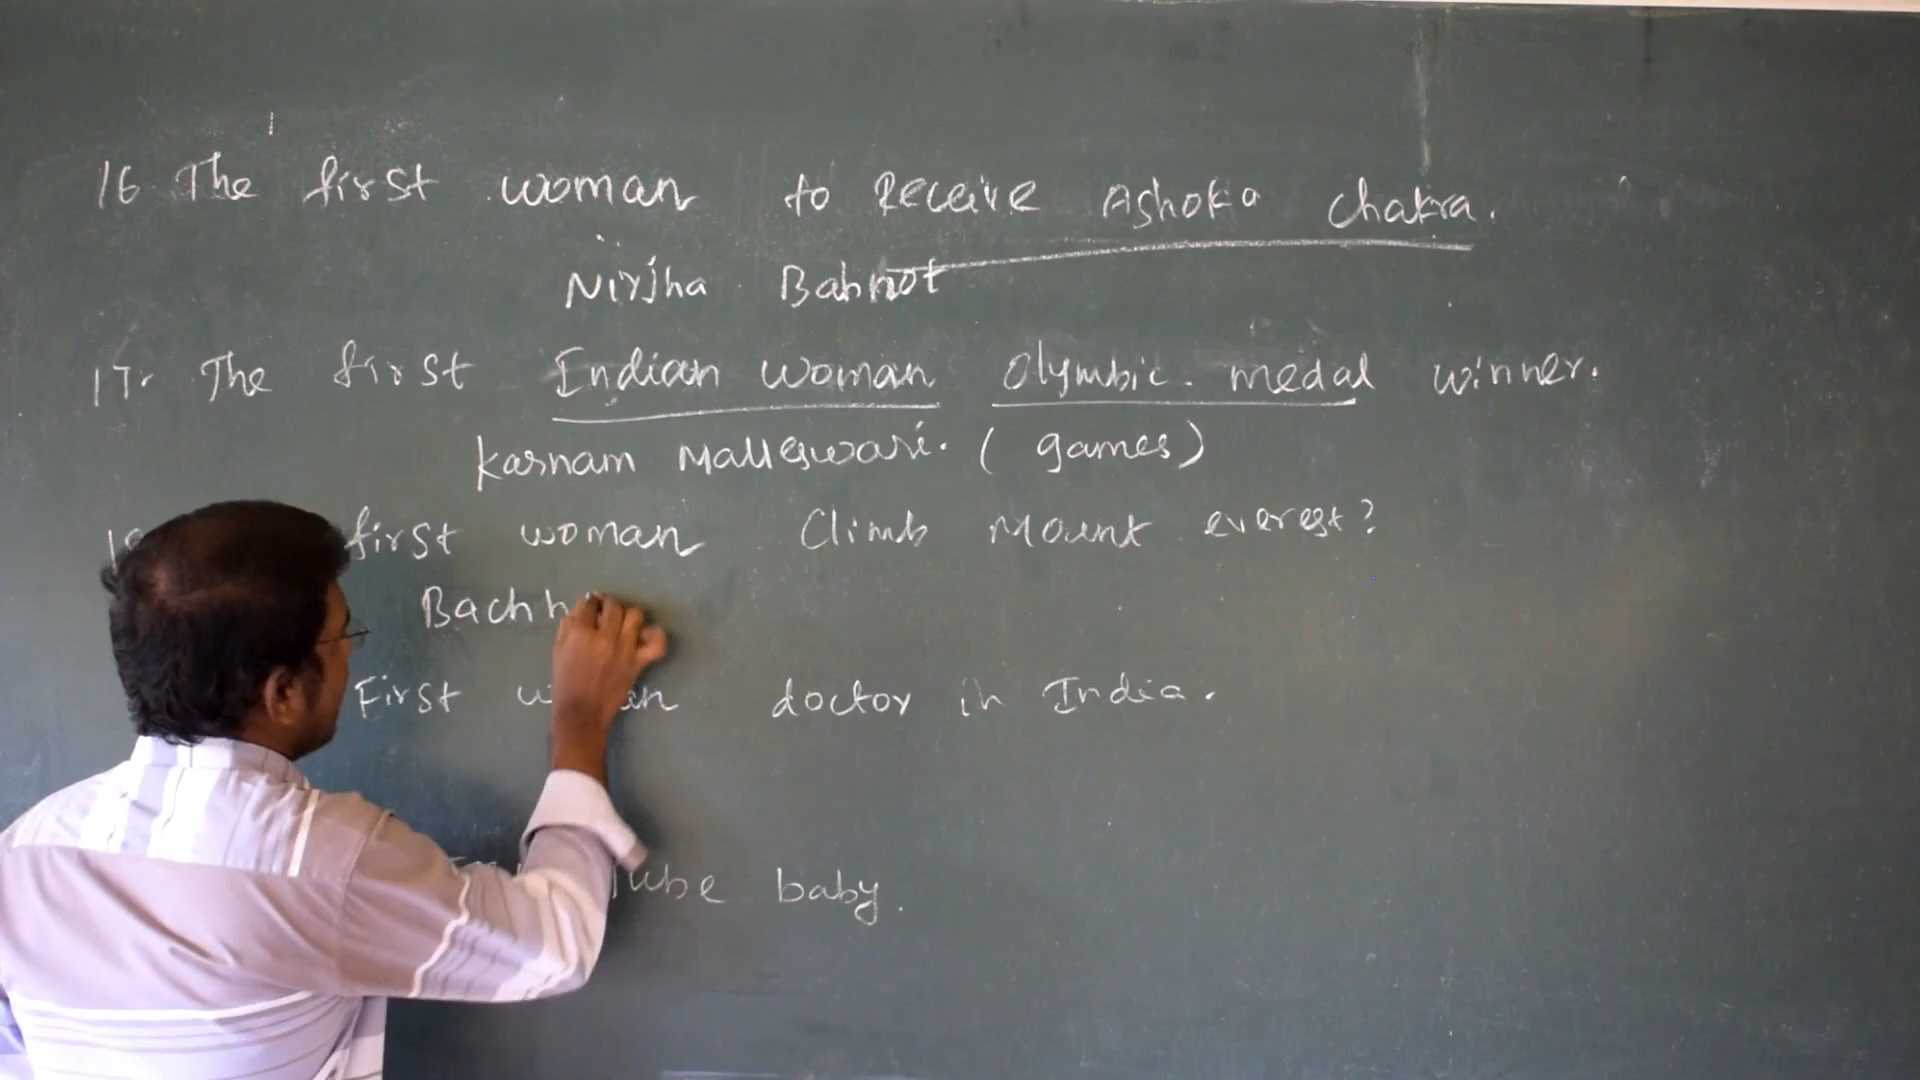 16 The first woman to Receive Ashoka Chakra.
Nirjha Bahnot
17. The first Indian Woman Olymbic. medal winner.
Karnam Malleswari. ( games )
first woman Climb Mount everest?
Bachh
First doctor in India.
Tube baby.